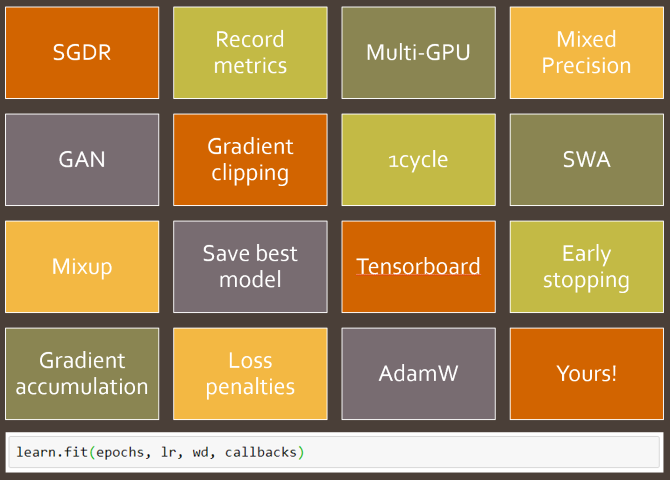 SGDR
Record
metrics
Multi-GPU
Mixed
Precision
GAN
Gradient
clipping
1cycle
SWA
Mixup
Save best
model
Tensorboard
Early
stopping
Gradient
accumulation
Loss
penalties
AdamW
Yours!
learn.fit(epochs, lr, wd, callbacks)